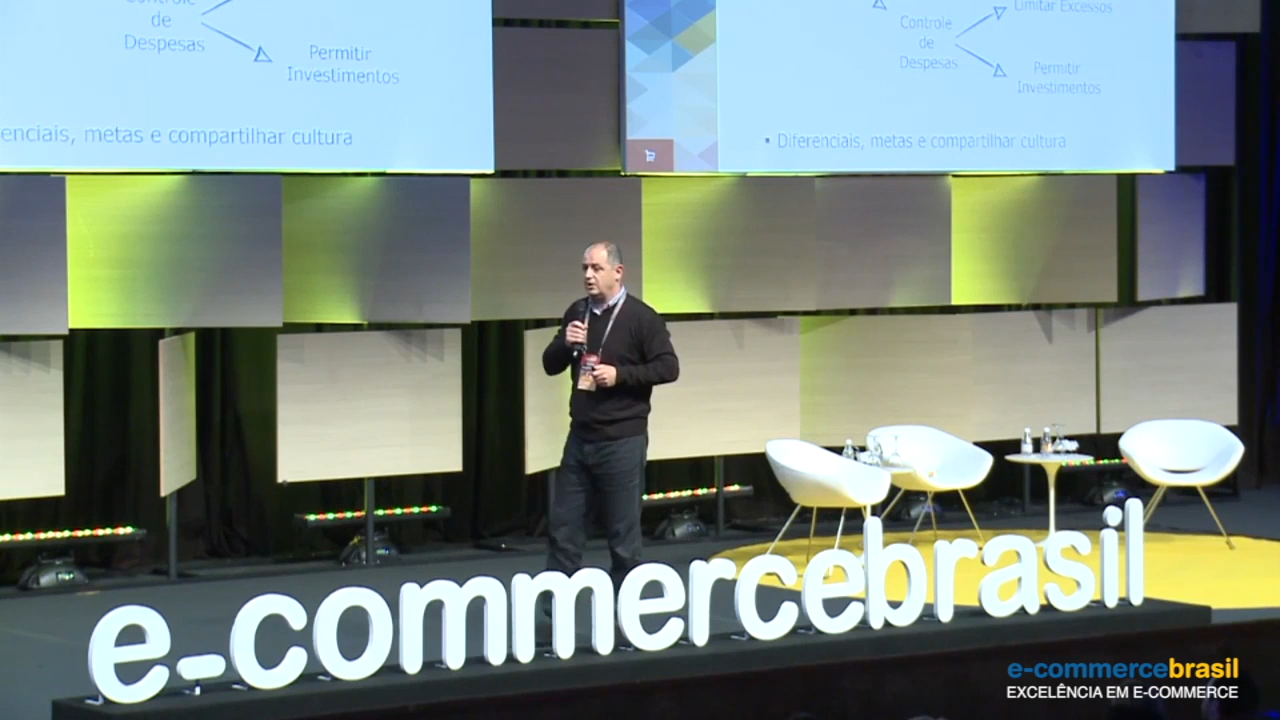 Controle
de
Despesas
Permitir
Investimentos
enciais, metas e compartilhar cultura
Limitar Excessos
Controle
de
Despesas
Permitir
Investimentos
▪ Diferenciais, metas e compartilhar cultura
e-commercebrasil
e-commercebrasil
EXCELÊNCIA EM E-COMMERCE